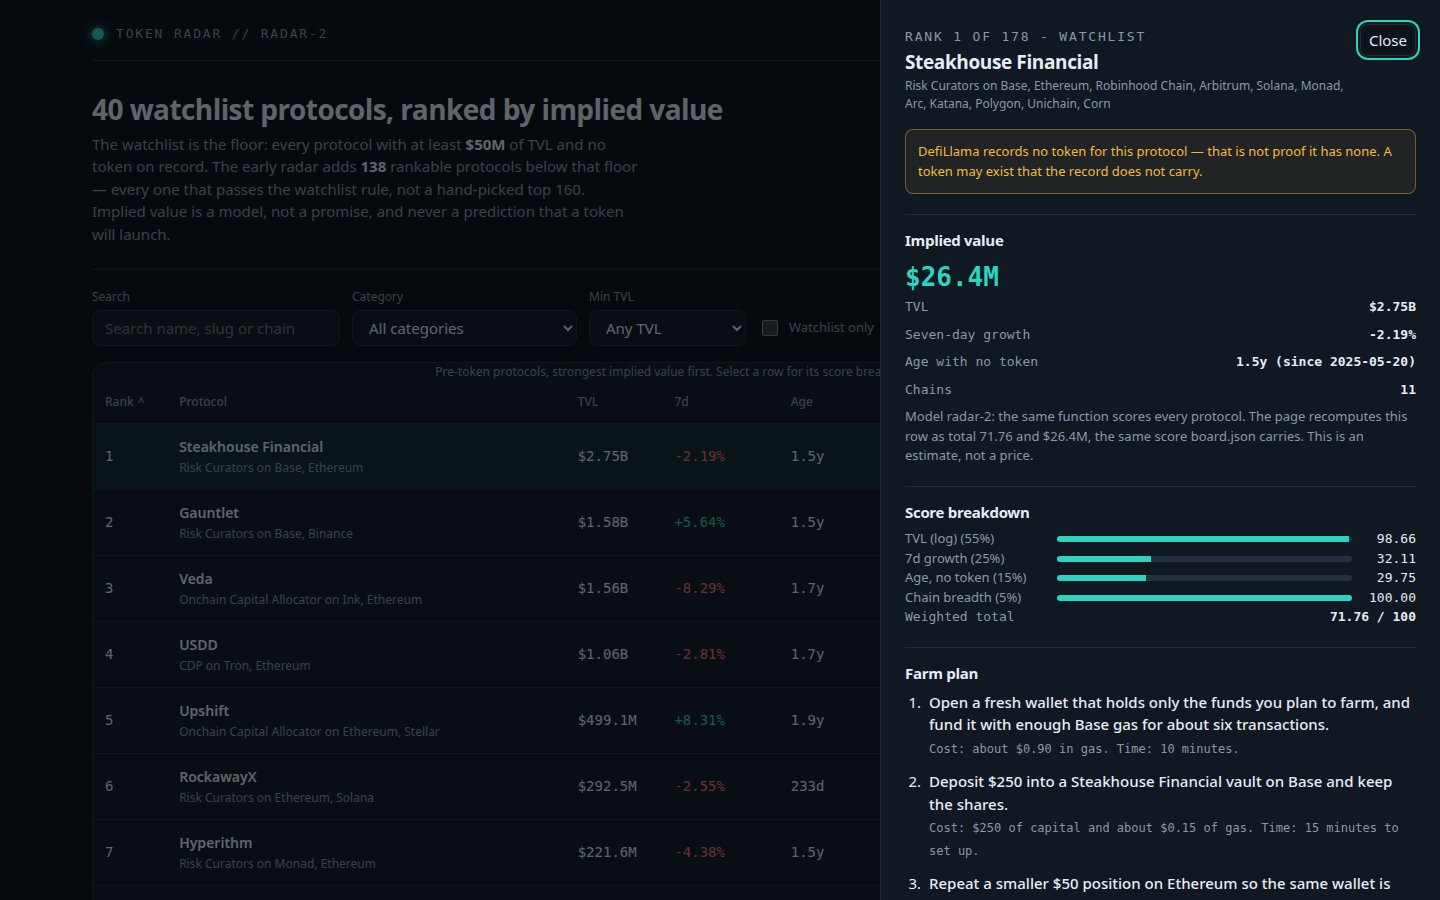 TOKEN RADAR // RADAR-2
40 watchlist protocols, ranked by implied value
The watchlist is the floor: every protocol with at least $50M of TVL and no
token on record. The early radar adds 138 rankable protocols below that floor
— every one that passes the watchlist rule, not a hand-picked top 160.
Implied value is a model, not a promise, and never a prediction that a token
will launch.
Search
Category
Min TVL
Search name, slug or chain
All categories
Any TVL
Watchlist only
Pre-token protocols, strongest implied value first. Select a row for its score brea
Rank ^ Protocol TVL 7d Age
1 Steakhouse Financial $2.75B -2.19% 1.5y
Risk Curators on Base, Ethereum
2 Gauntlet $1.58B +5.64% 1.5y
Risk Curators on Base, Binance
3 Veda $1.56B -8.29% 1.7y
Onchain Capital Allocator on Ink, Ethereum
4 USDD $1.06B -2.81% 1.7y
CDP on Tron, Ethereum
5 Upshift $499.1M +8.31% 1.9y
Onchain Capital Allocator on Ethereum, Stellar
6 RockawayX $292.5M -2.55% 233d
Risk Curators on Ethereum, Solana
7 Hyperithm $221.6M -4.38% 1.5y
Risk Curators on Monad, Ethereum
RANK 1 OF 178 - WATCHLIST
Close
Steakhouse Financial
Risk Curators on Base, Ethereum, Robinhood Chain, Arbitrum, Solana, Monad,
Arc, Katana, Polygon, Unichain, Corn
DefiLlama records no token for this protocol — that is not proof it has none. A
token may exist that the record does not carry.
Implied value
$26.4M
TVL $2.75B
Seven-day growth -2.19%
Age with no token 1.5y (since 2025-05-20)
Chains 11
Model radar-2: the same function scores every protocol. The page recomputes this
row as total 71.76 and $26.4M, the same score board.json carries. This is an
estimate, not a price.
Score breakdown
TVL (log) (55%) 98.66
7d growth (25%) 32.11
Age, no token (15%) 29.75
Chain breadth (5%) 100.00
Weighted total 71.76 / 100
Farm plan
1. Open a fresh wallet that holds only the funds you plan to farm, and
fund it with enough Base gas for about six transactions.
Cost: about $0.90 in gas. Time: 10 minutes.
2. Deposit $250 into a Steakhouse Financial vault on Base and keep
the shares.
Cost: $250 of capital and about $0.15 of gas. Time: 15 minutes to
set up.
3. Repeat a smaller $50 position on Ethereum so the same wallet is